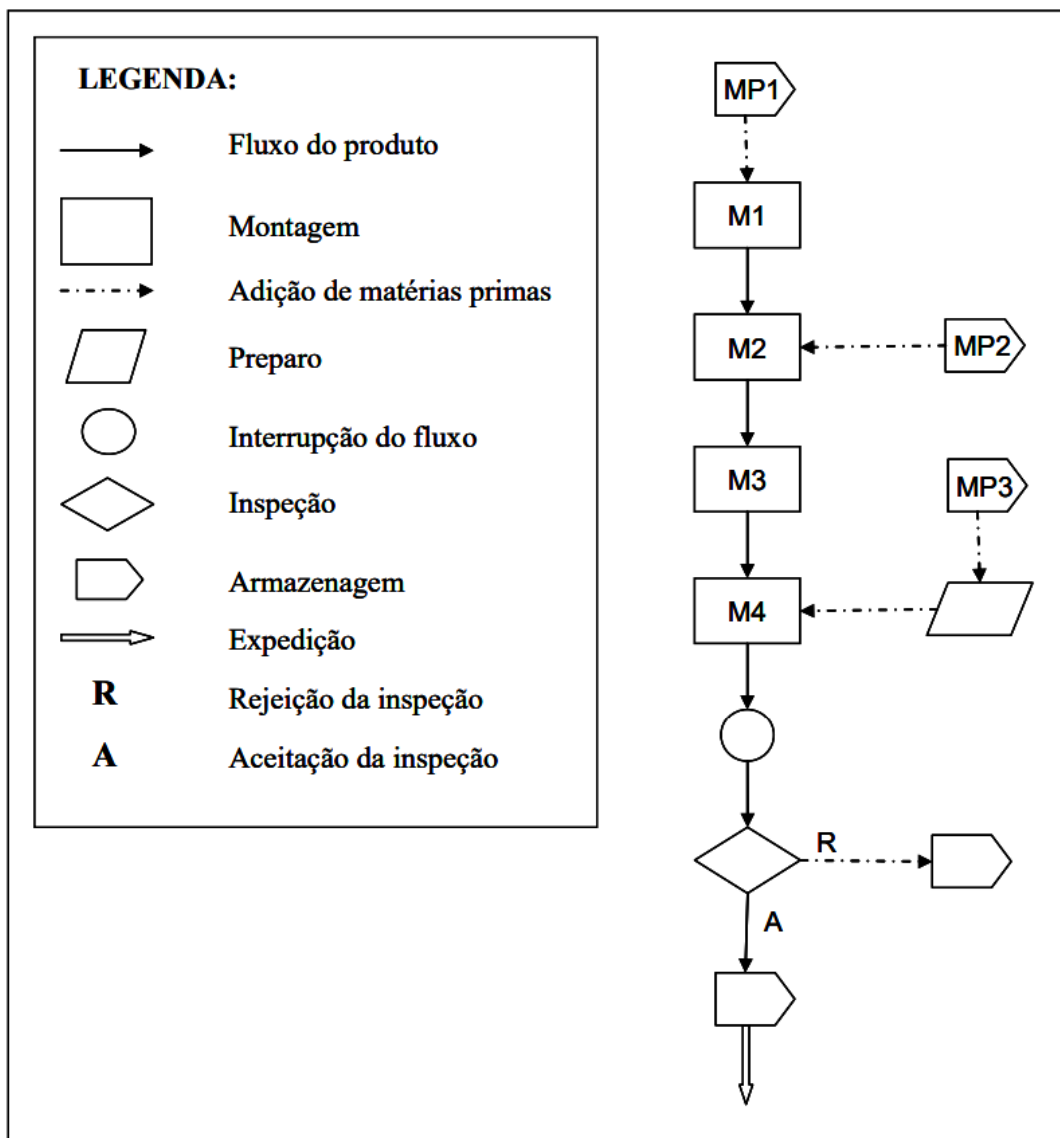 LEGENDA:
Fluxo do produto
Montagem
Adição de matérias primas
Preparo
Interrupção do fluxo
Inspeção
Armazenagem
Expedição
R Rejeição da inspeção
A Aceitação da inspeção
MP1
M1
M2
MP2
M3
MP3
M4
R
A